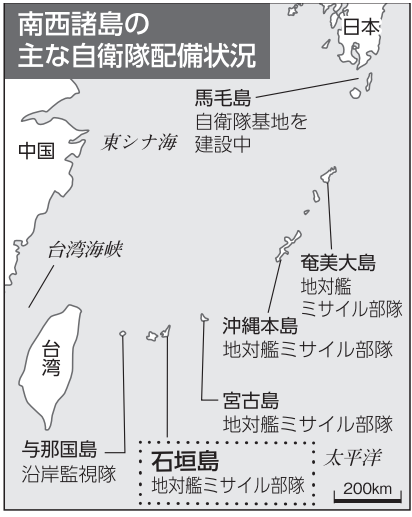 南西諸島の
主な自衛隊配備状況
日本
馬毛島
自衛隊基地を
建設中
中国
東シナ海
台湾海峡
奄美大島
地対艦
ミサイル部隊
沖縄本島
地対艦ミサイル部隊
台湾
宮古島
地対艦ミサイル部隊
与那国島
沿岸監視隊
石垣島
地対艦ミサイル部隊
太平洋
200km